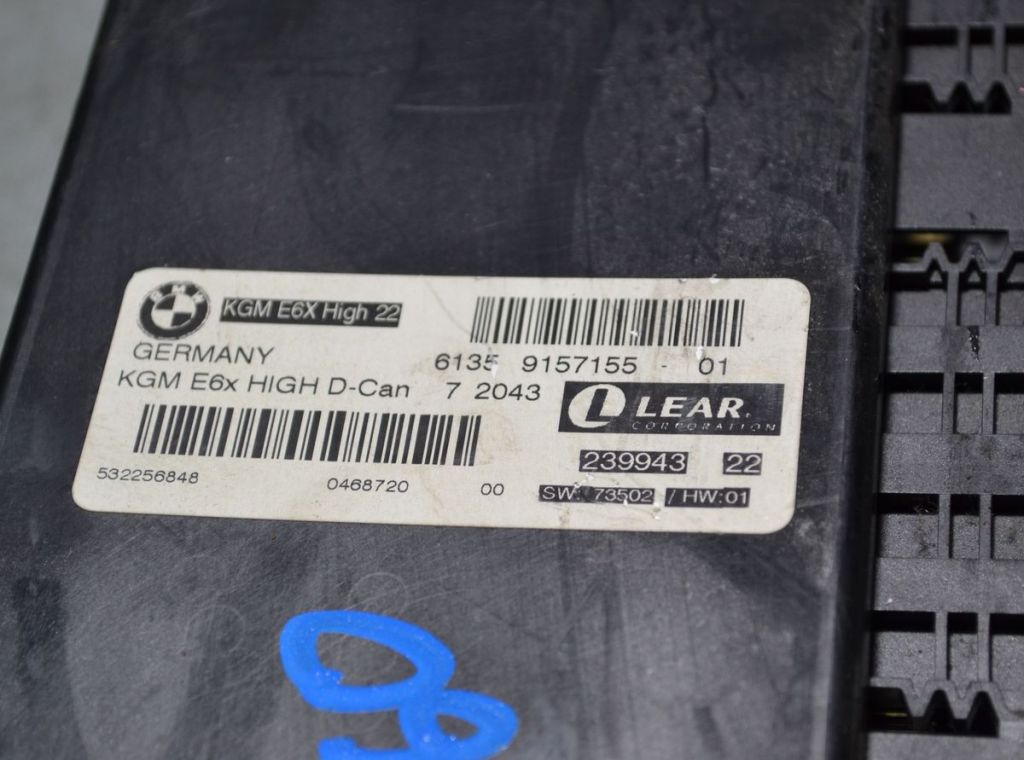 BMW KGM E6X High 22
GERMANY 6135 9157155 - 01
KGM E6x HIGH D-Can 7 2043
L LEAR.
CORPORATION
239943 22
532256848 0468720 00 SW: 73502 / HW:01